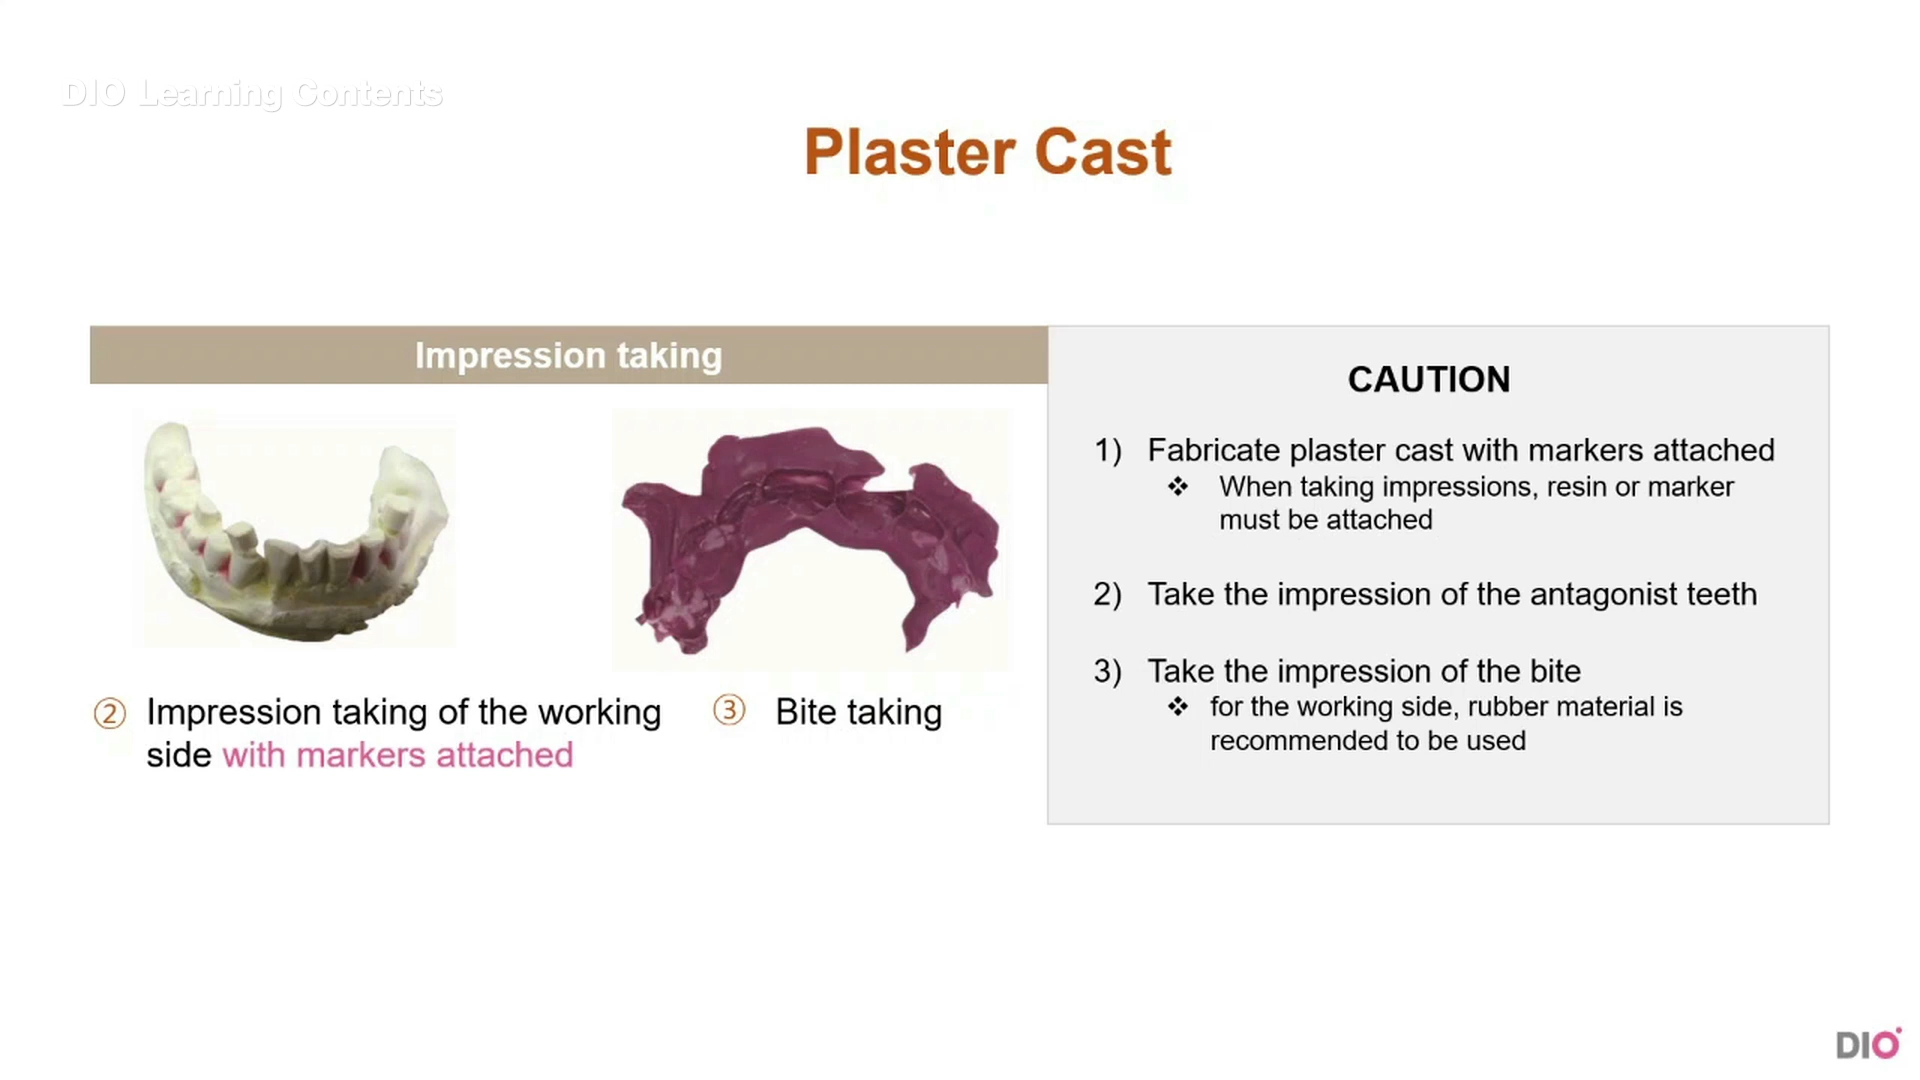 DIO Learning Contents
Plaster Cast
Impression taking
② Impression taking of the working
side with markers attached
③ Bite taking
CAUTION
1) Fabricate plaster cast with markers attached
❖ When taking impressions, resin or marker
must be attached
2) Take the impression of the antagonist teeth
3) Take the impression of the bite
❖ for the working side, rubber material is
recommended to be used
DIO